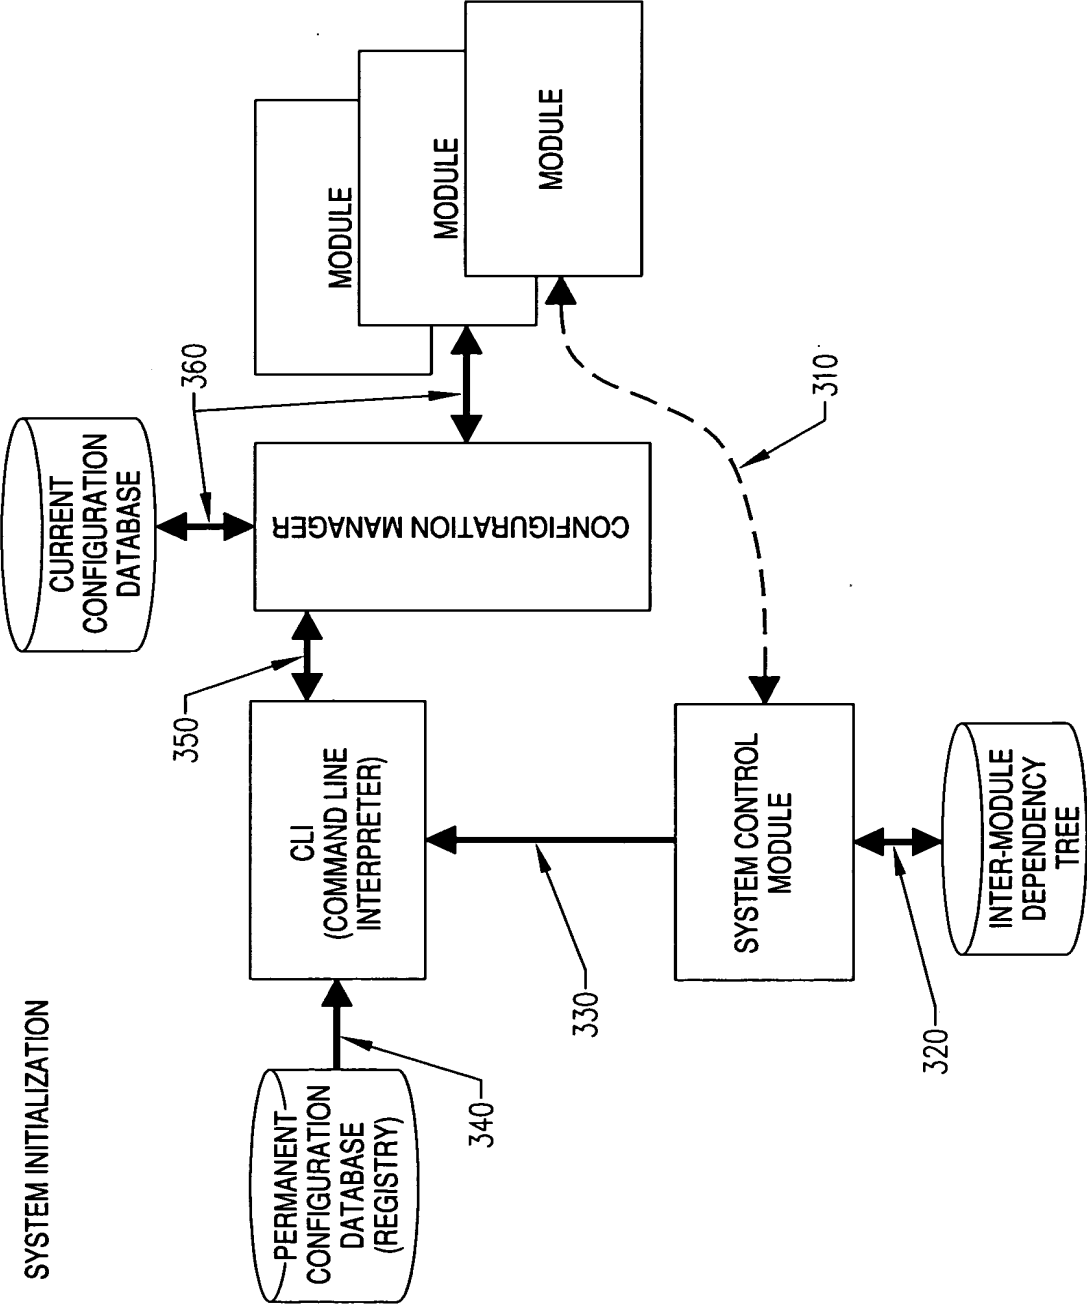 SYSTEM INITIALIZATION
PERMANENT
CONFIGURATION
DATABASE
(REGISTRY)
340
CLI
(COMMAND LINE
INTERPRETER)
330
SYSTEM CONTROL
MODULE
320
INTER-MODULE
DEPENDENCY
TREE
350
CURRENT
CONFIGURATION
DATABASE
360
CONFIGURATION MANAGER
310
MODULE
MODULE
MODULE